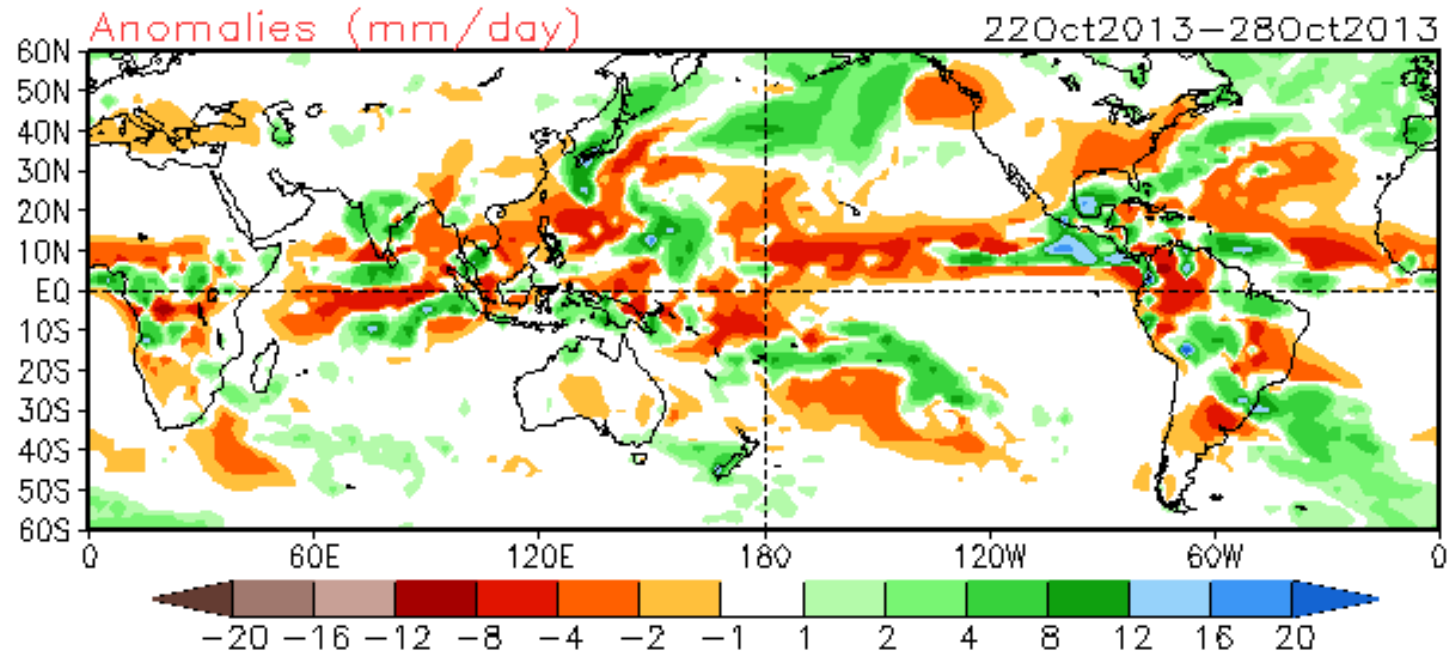 Anomalies (mm/day) 22Oct2013-28Oct2013
60N
50N
40N
30N
20N
10N
EQ
10S
20S
30S
40S
50S
60S
0 60E 120E 180 120W 60W 0
-20 -16 -12 -8 -4 -2 -1 1 2 4 8 12 16 20